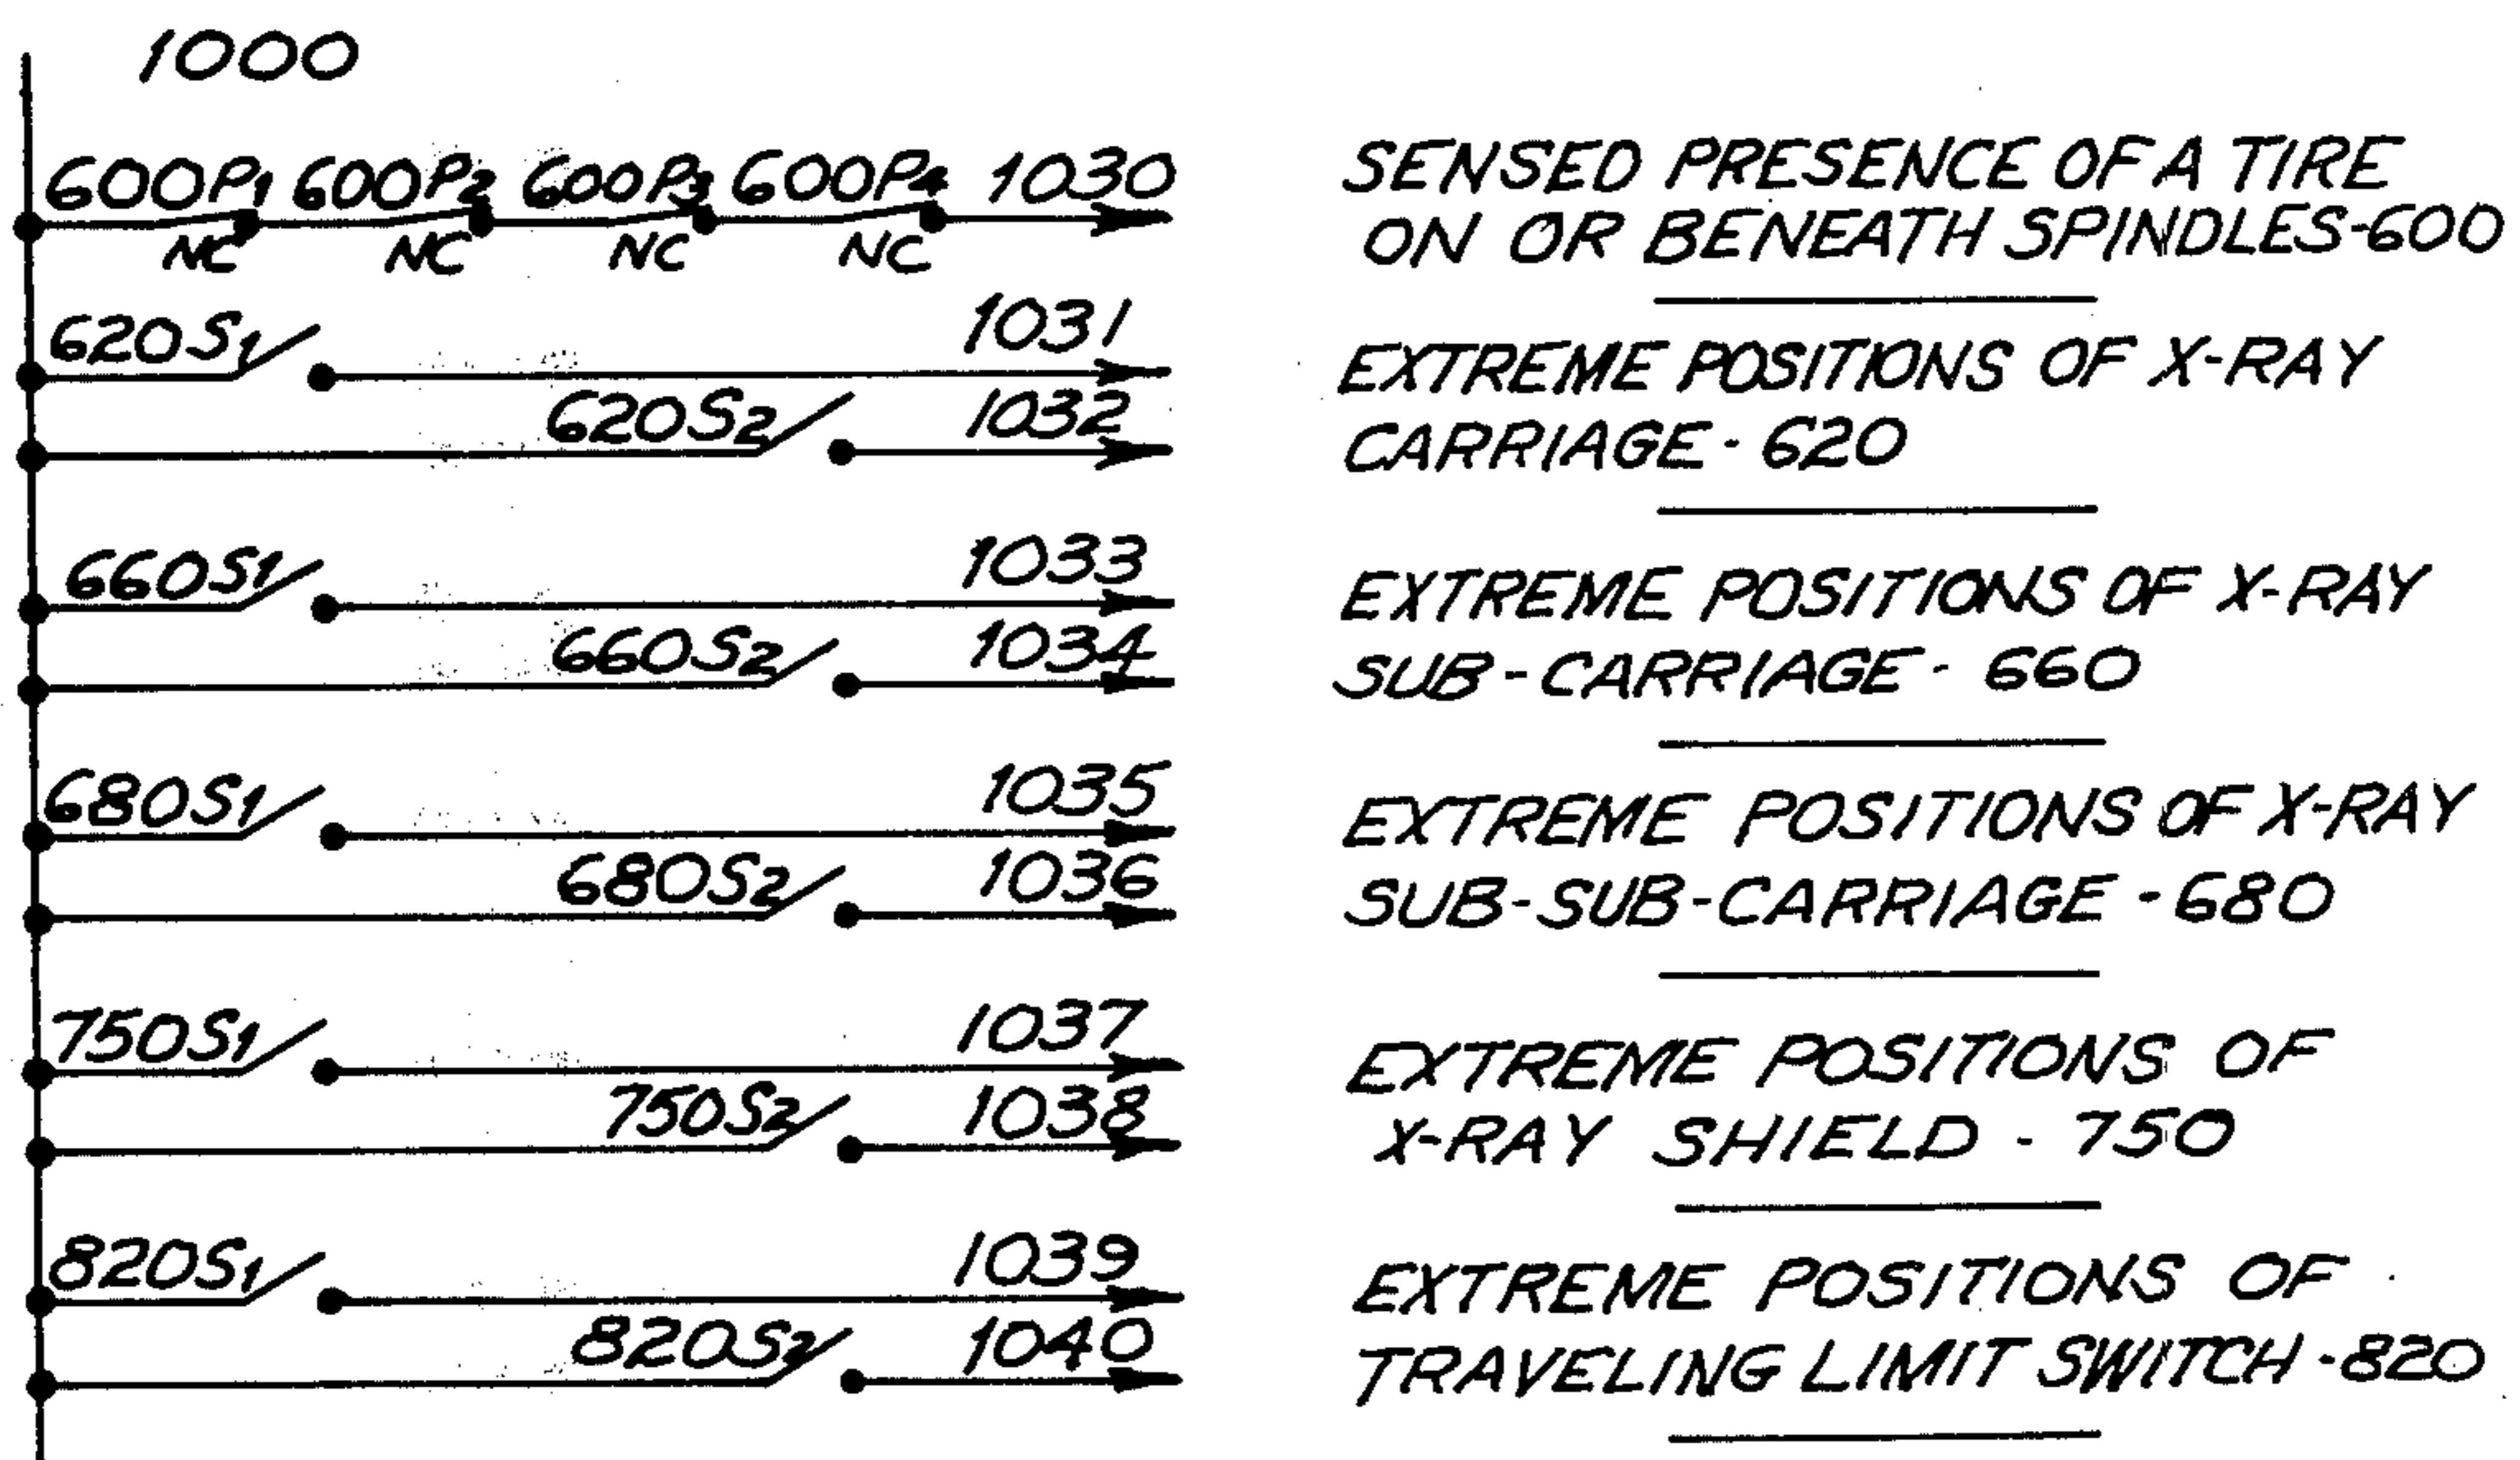 1000
600P1 600P2 600P3 600P4 1030
NC NC NC NC
SENSED PRESENCE OF A TIRE
ON OR BENEATH SPINDLES-600
620S1 1031
620S2 1032
EXTREME POSITIONS OF X-RAY
CARRIAGE - 620
660S1 1033
660S2 1034
EXTREME POSITIONS OF X-RAY
SUB-CARRIAGE - 660
680S1 1035
680S2 1036
EXTREME POSITIONS OF X-RAY
SUB-SUB-CARRIAGE - 680
750S1 1037
750S2 1038
EXTREME POSITIONS OF
X-RAY SHIELD - 750
820S1 1039
820S2 1040
EXTREME POSITIONS OF
TRAVELING LIMIT SWITCH - 820